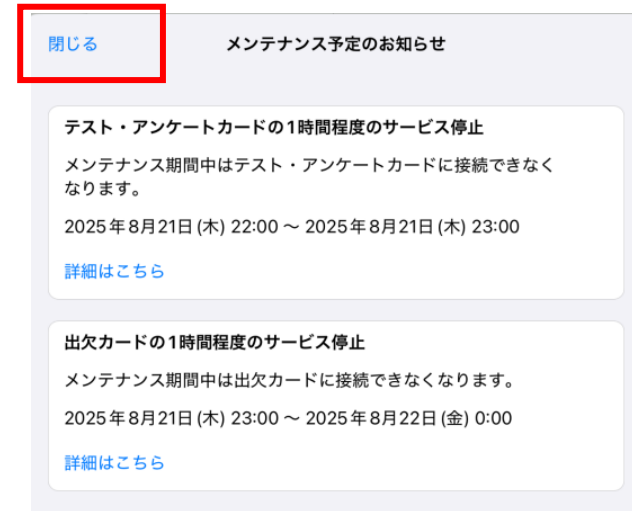 閉じる
メンテナンス予定のお知らせ
テスト・アンケートカードの1時間程度のサービス停止
メンテナンス期間中はテスト・アンケートカードに接続できなく
なります。
2025年8月21日(木) 22:00 ～ 2025年8月21日(木) 23:00
詳細はこちら
出欠カードの1時間程度のサービス停止
メンテナンス期間中は出欠カードに接続できなくなります。
2025年8月21日(木) 23:00 ～ 2025年8月22日(金) 0:00
詳細はこちら